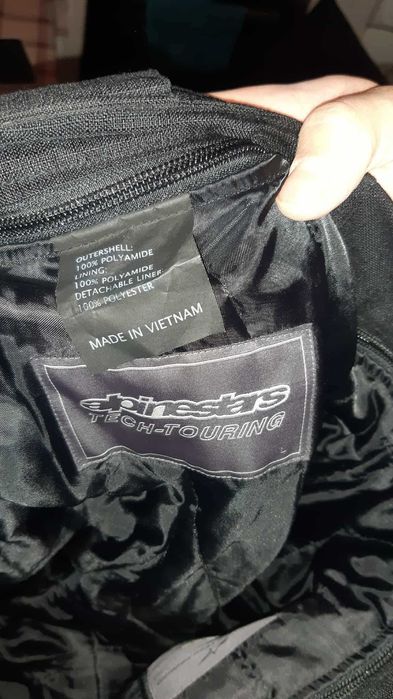 OUTERSHELL:
100% POLYAMIDE
LINING:
100% POLYAMIDE
DETACHABLE LINER
100% POLYESTER
MADE IN VIETNAM
alpinestars
TECH-TOURING
L